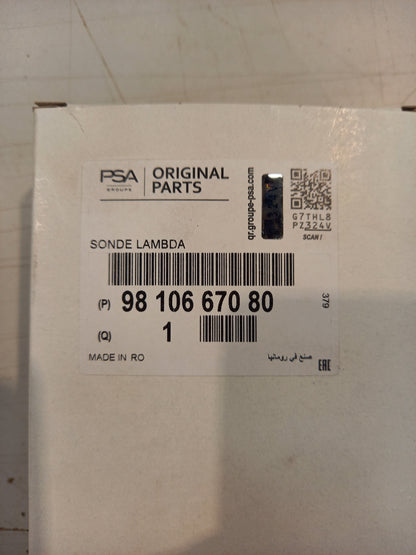 PSA
GROUPE
ORIGINAL
PARTS
qr.groupe-psa.com
G7THL8
PZ324V
SCAN !
SONDE LAMBDA
(P) 98 106 670 80
379
(Q) 1
MADE IN RO
صنع في رومانيا
EAC